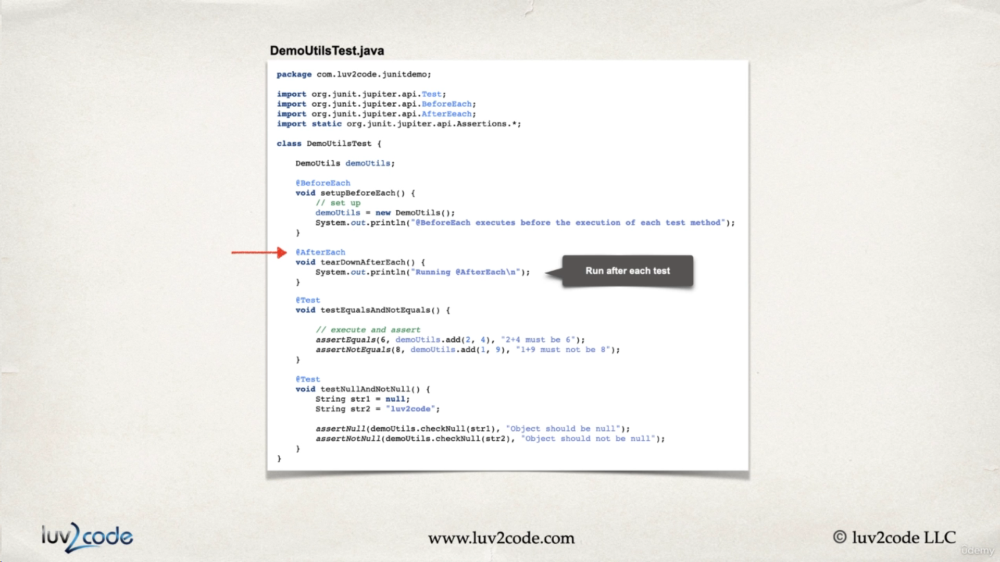 DemoUtilsTest.java
package com.luv2code.junitdemo;
import org.junit.jupiter.api.Test;
import org.junit.jupiter.api.BeforeEach;
import org.junit.jupiter.api.AfterEeach;
import static org.junit.jupiter.api.Assertions.*;
class DemoUtilsTest {
DemoUtils demoUtils;
@BeforeEach
void setupBeforeEach() {
// set up
demoUtils = new DemoUtils();
System.out.println("@BeforeEach executes before the execution of each test method");
}
@AfterEach
void tearDownAfterEach() {
System.out.println("Running @AfterEach\n");
}
Run after each test
@Test
void testEqualsAndNotEquals() {
// execute and assert
assertEquals(6, demoUtils.add(2, 4), "2+4 must be 6");
assertNotEquals(8, demoUtils.add(1, 9), "1+9 must not be 8");
}
@Test
void testNullAndNotNull() {
String str1 = null;
String str2 = "luv2code";
assertNull(demoUtils.checkNull(str1), "Object should be null");
assertNotNull(demoUtils.checkNull(str2), "Object should not be null");
}
}
luv2code
www.luv2code.com
© luv2code LLC
ûdemy